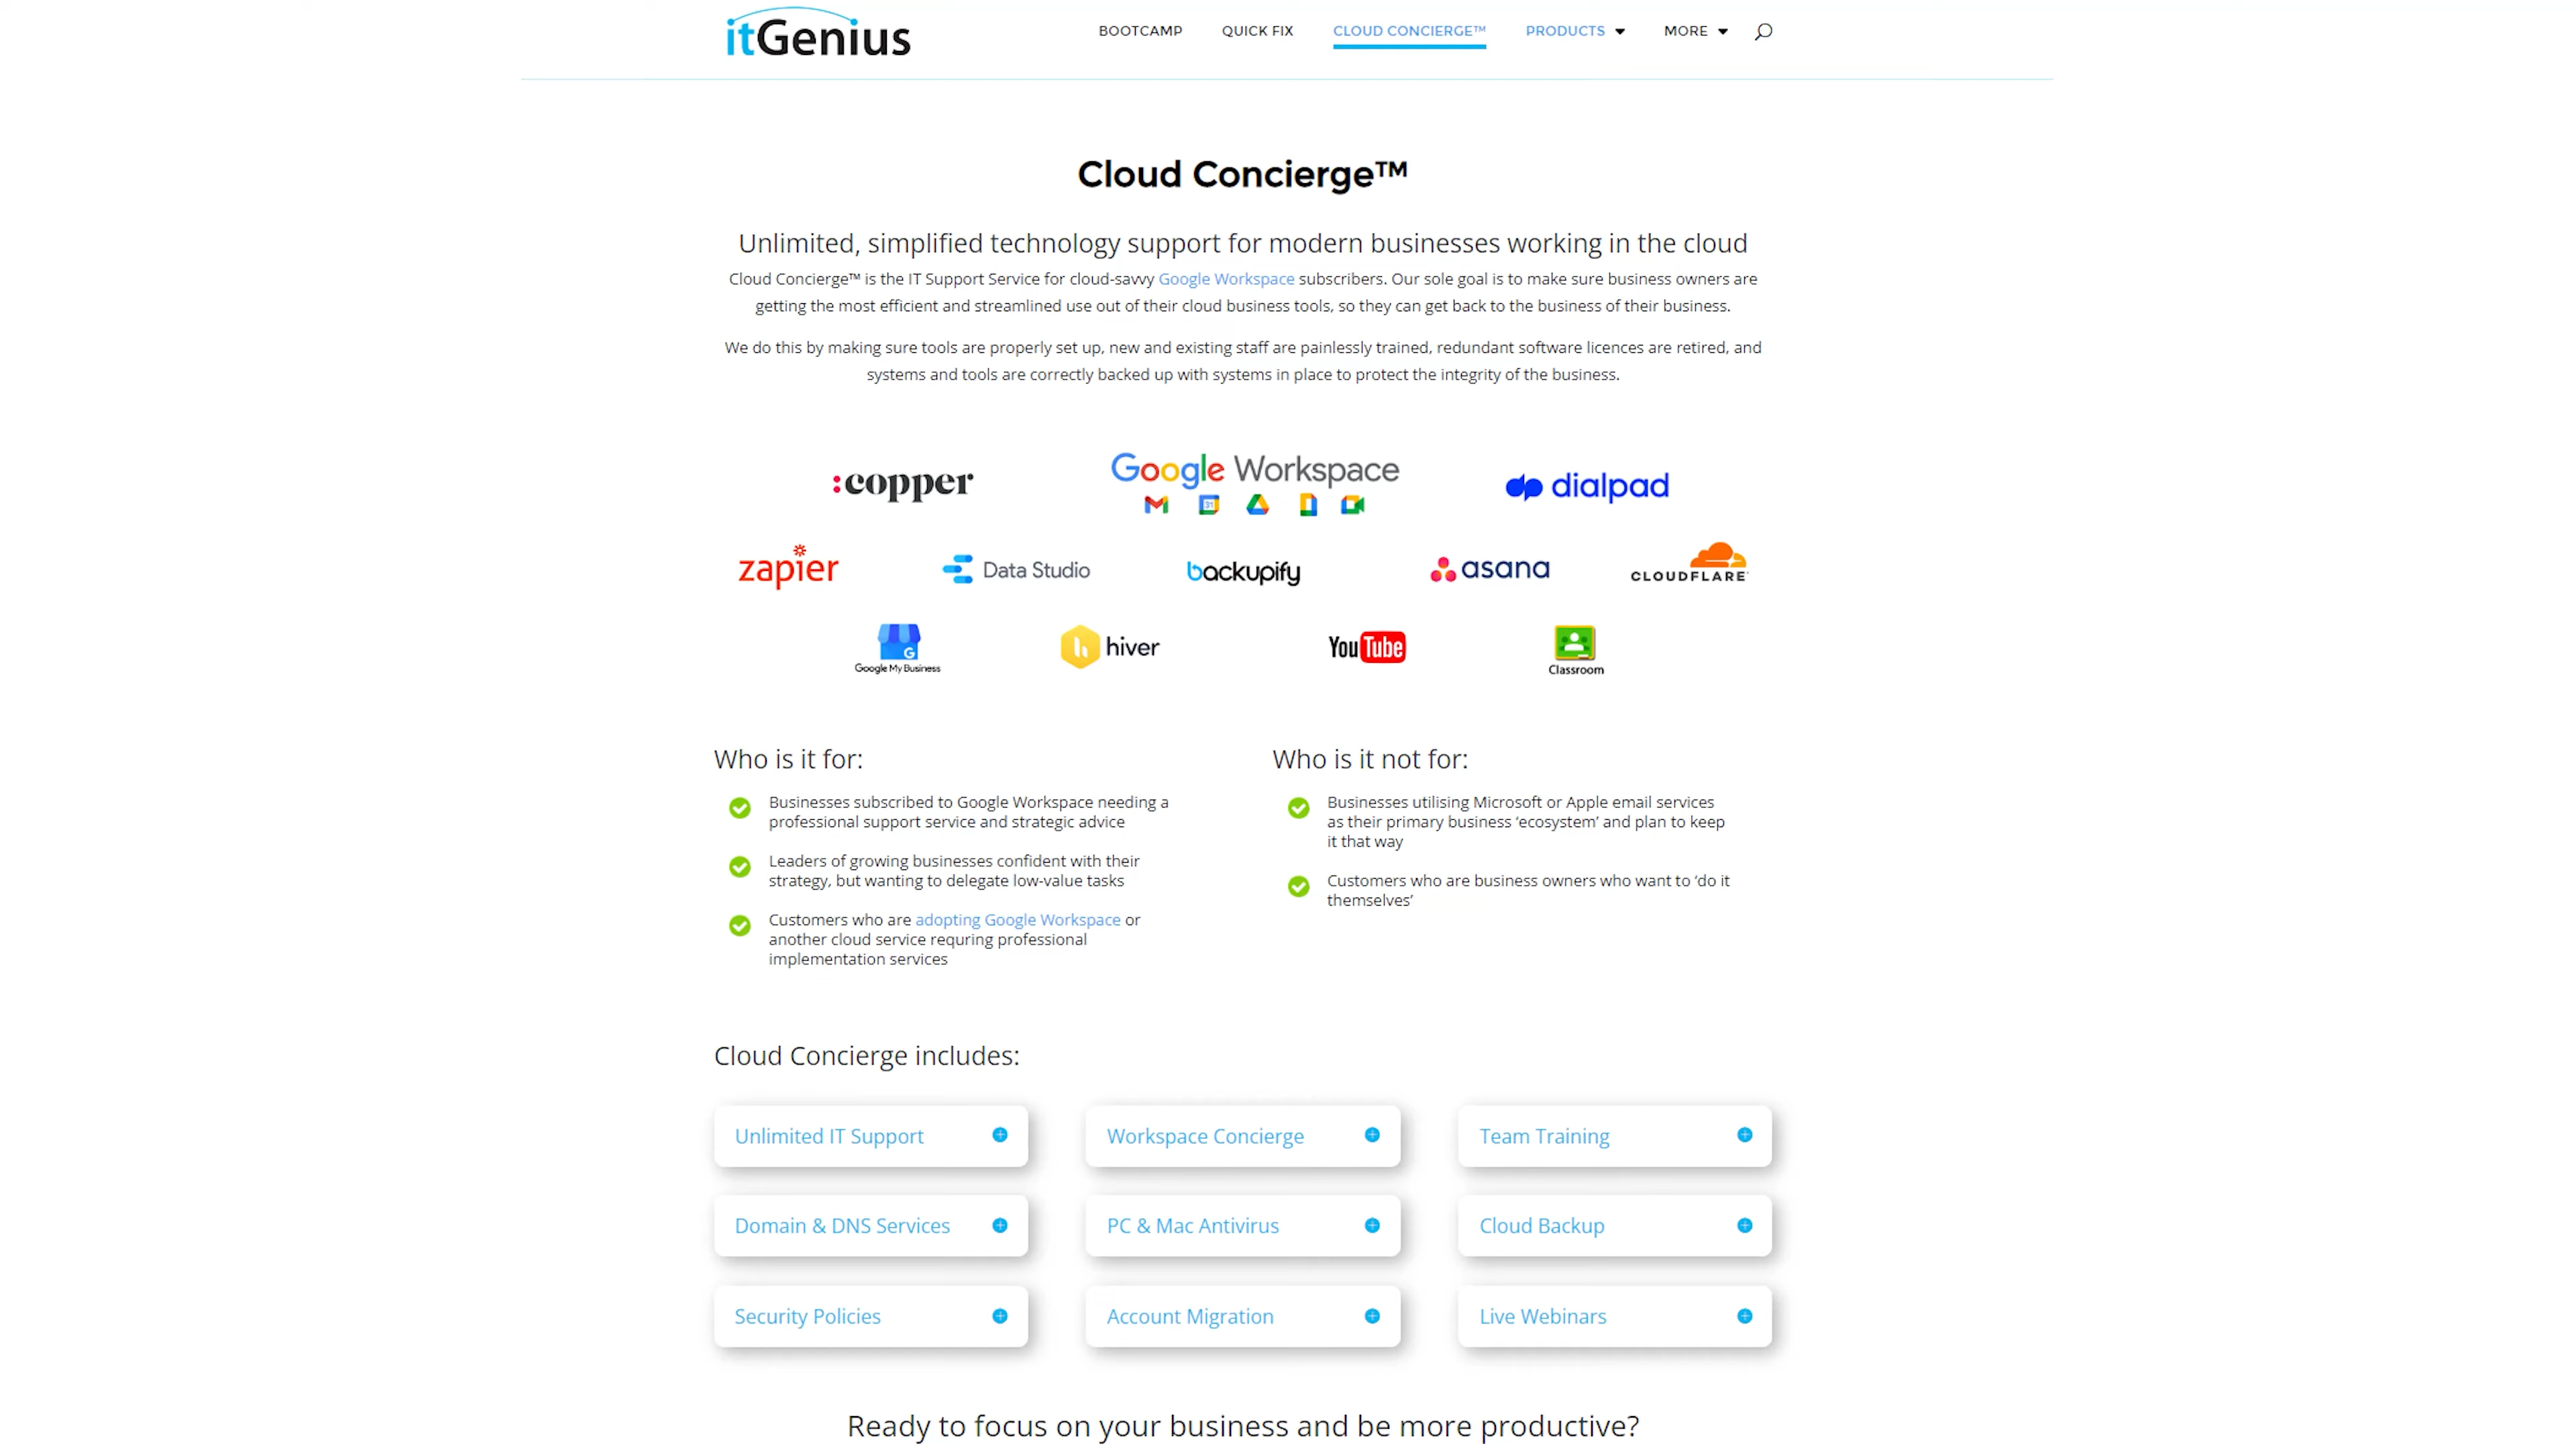 itGenius
BOOTCAMP
QUICK FIX
CLOUD CONCIERGE™
PRODUCTS
MORE
Cloud Concierge™
Unlimited, simplified technology support for modern businesses working in the cloud
Cloud Concierge™ is the IT Support Service for cloud-savvy Google Workspace subscribers. Our sole goal is to make sure business owners are
getting the most efficient and streamlined use out of their cloud business tools, so they can get back to the business of their business.
We do this by making sure tools are properly set up, new and existing staff are painlessly trained, redundant software licences are retired, and
systems and tools are correctly backed up with systems in place to protect the integrity of the business.
:copper
Google Workspace
31
dialpad
zapier
Data Studio
backupify
asana
CLOUDFLARE
G
Google My Business
h hiver
YouTube
Classroom
Who is it for:
Businesses subscribed to Google Workspace needing a
professional support service and strategic advice
Leaders of growing businesses confident with their
strategy, but wanting to delegate low-value tasks
Customers who are adopting Google Workspace or
another cloud service requring professional
implementation services
Who is it not for:
Businesses utilising Microsoft or Apple email services
as their primary business ‘ecosystem’ and plan to keep
it that way
Customers who are business owners who want to ‘do it
themselves’
Cloud Concierge includes:
Unlimited IT Support
Workspace Concierge
Team Training
Domain & DNS Services
PC & Mac Antivirus
Cloud Backup
Security Policies
Account Migration
Live Webinars
Ready to focus on your business and be more productive?